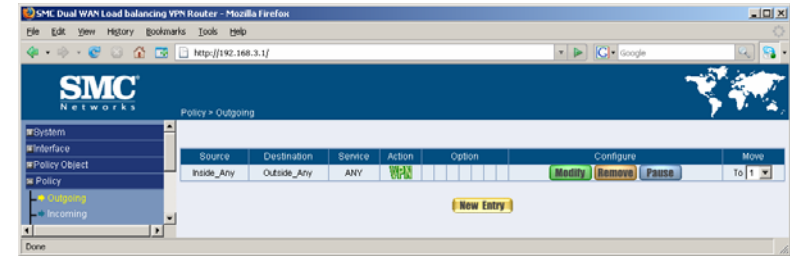 SMC Dual WAN Load balancing VPN Router - Mozilla Firefox
File Edit View History Bookmarks Tools Help
http://192.168.3.1/
G Google
SMC
Networks
Policy > Outgoing
System
Interface
Policy Object
Policy
Outgoing
Incoming
Source Destination Service Action Option Configure Move
Inside_Any Outside_Any ANY VPN Modify Remove Pause To 1
New Entry
Done